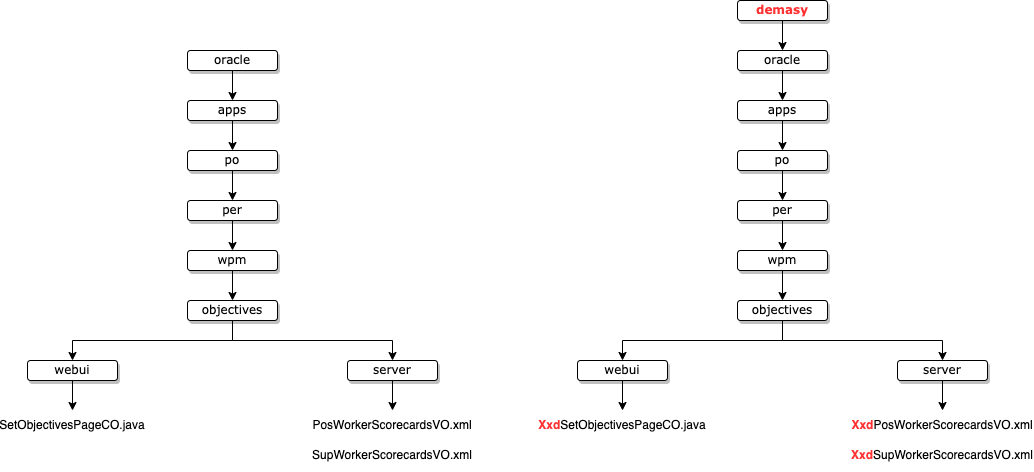 demasy
oracle
oracle
apps
apps
po
po
per
per
wpm
wpm
objectives
objectives
webui
server
webui
server
SetObjectivesPageCO.java
PosWorkerScorecardsVO.xml
XxdSetObjectivesPageCO.java
XxdPosWorkerScorecardsVO.xml
SupWorkerScorecardsVO.xml
XxdSupWorkerScorecardsVO.xml